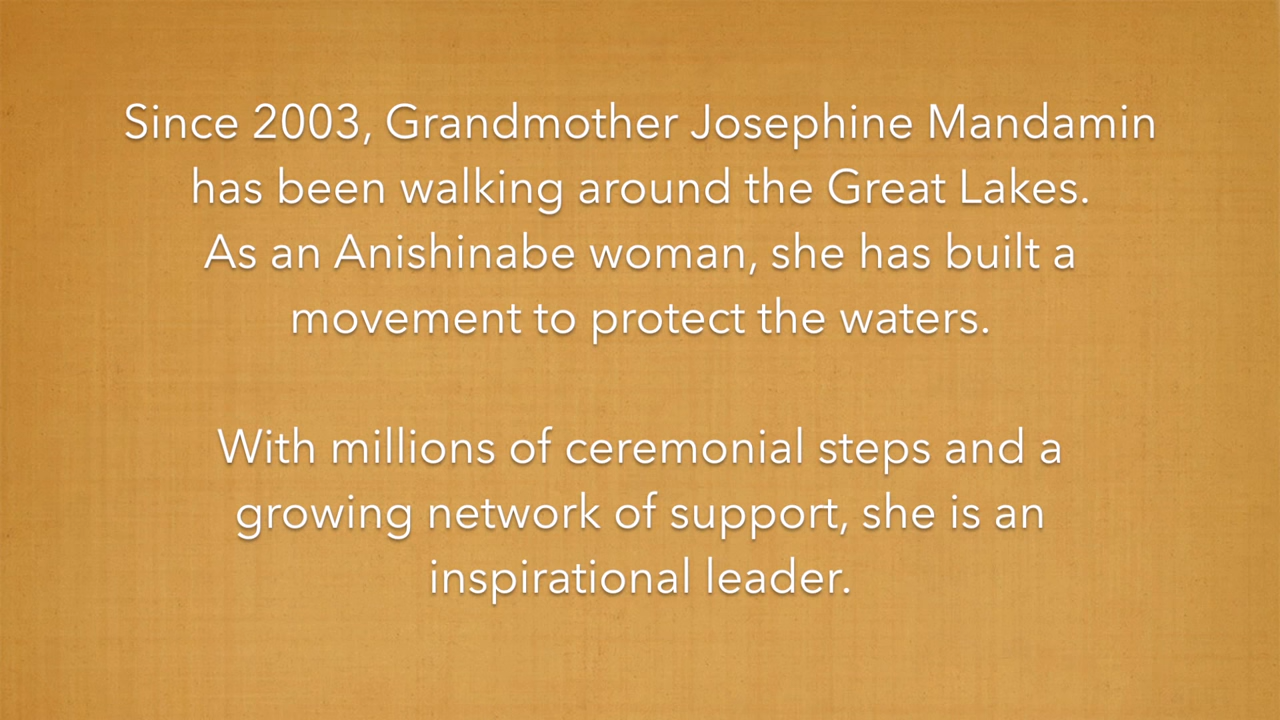 Since 2003, Grandmother Josephine Mandamin
has been walking around the Great Lakes.
As an Anishinabe woman, she has built a
movement to protect the waters.
With millions of ceremonial steps and a
growing network of support, she is an
inspirational leader.